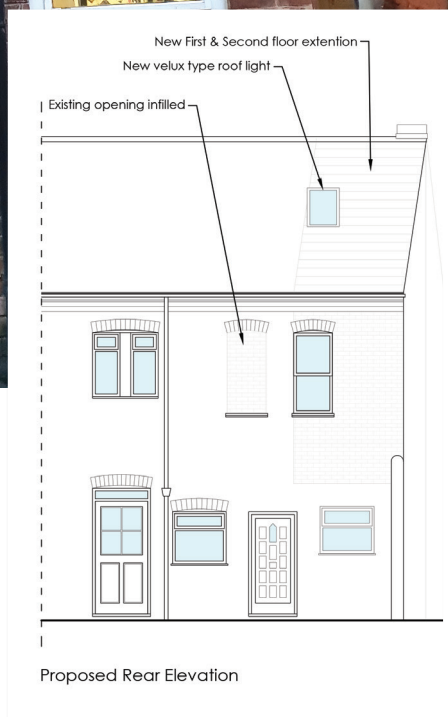 New First & Second floor extention
New velux type roof light
Existing opening infilled
Proposed Rear Elevation